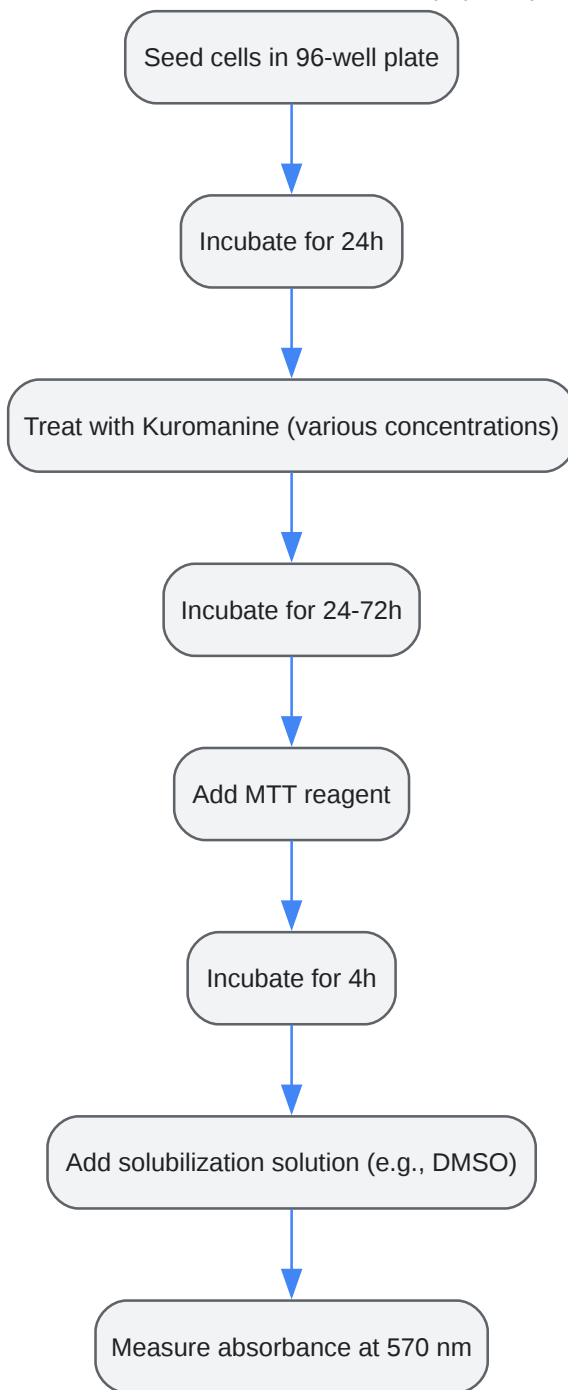 Seed cells in 96-well plate
Incubate for 24h
Treat with Kuromanine (various concentrations)
Incubate for 24-72h
Add MTT reagent
Incubate for 4h
Add solubilization solution (e.g., DMSO)
Measure absorbance at 570 nm